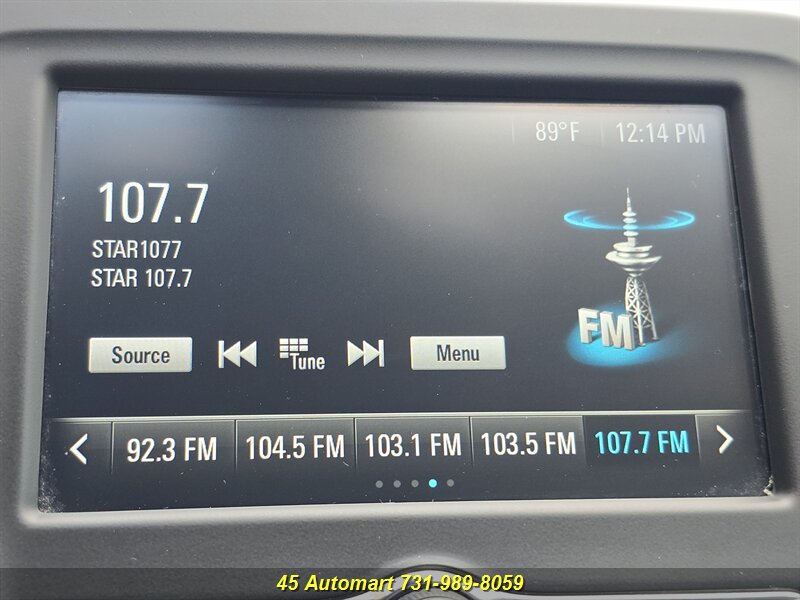 89°F 12:14 PM
107.7
STAR1077
STAR 107.7
FM
Source Tune Menu
92.3 FM 104.5 FM 103.1 FM 103.5 FM 107.7 FM
45 Automart 731-989-8059